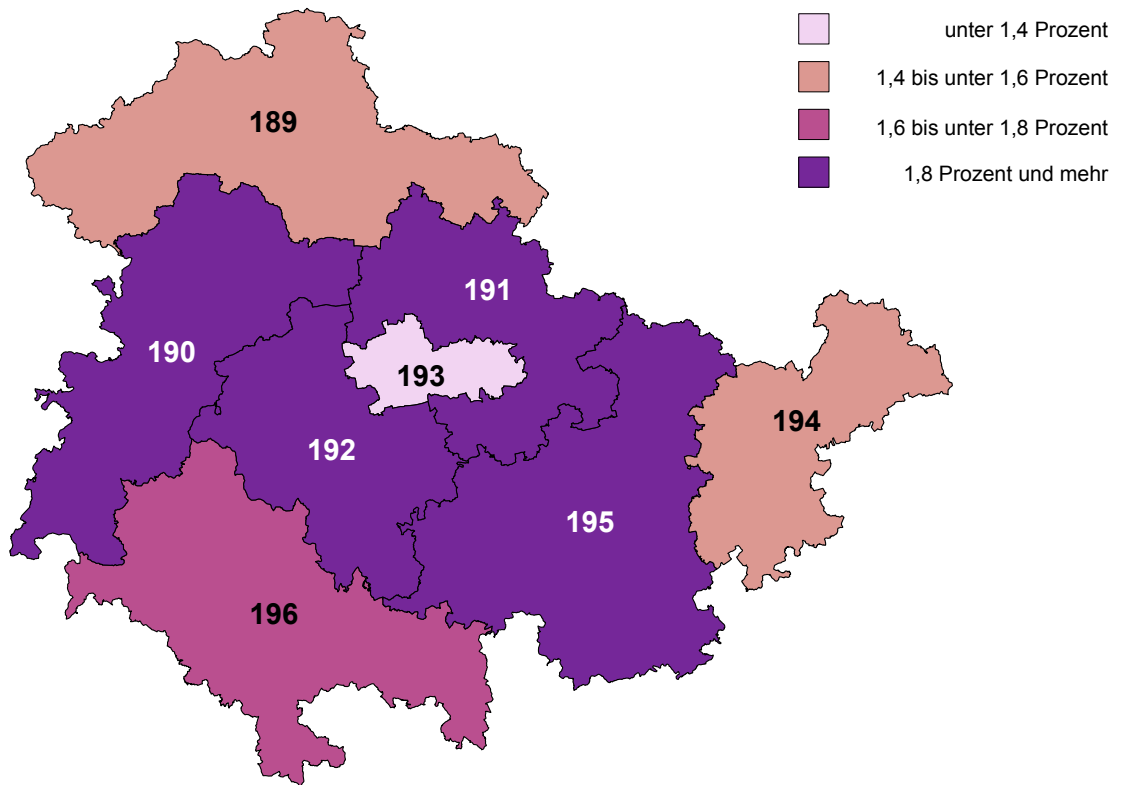 unter 1,4 Prozent
1,4 bis unter 1,6 Prozent
1,6 bis unter 1,8 Prozent
1,8 Prozent und mehr
189
191
190
193
194
192
195
196